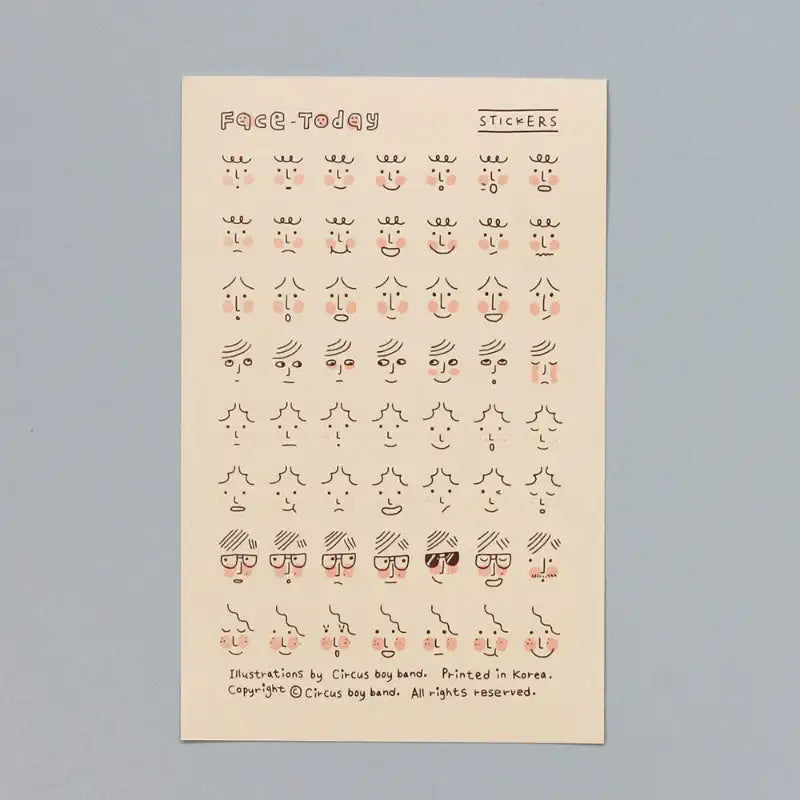 Face-Today
STICKERS
Illustrations by Circus boy band. Printed in Korea.
Copyright © Circus boy band. All rights reserved.